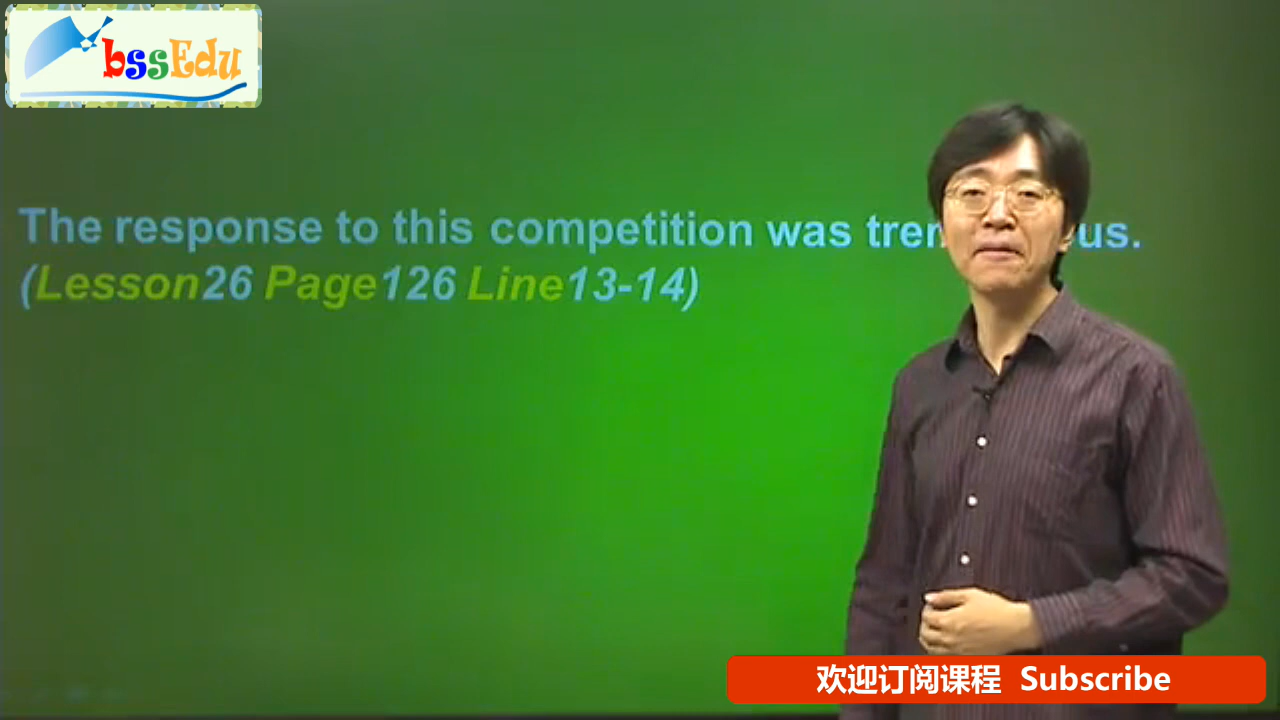 bssEdu
The response to this competition was
(Lesson26 Page126 Line13-14)
欢迎订阅课程 Subscribe